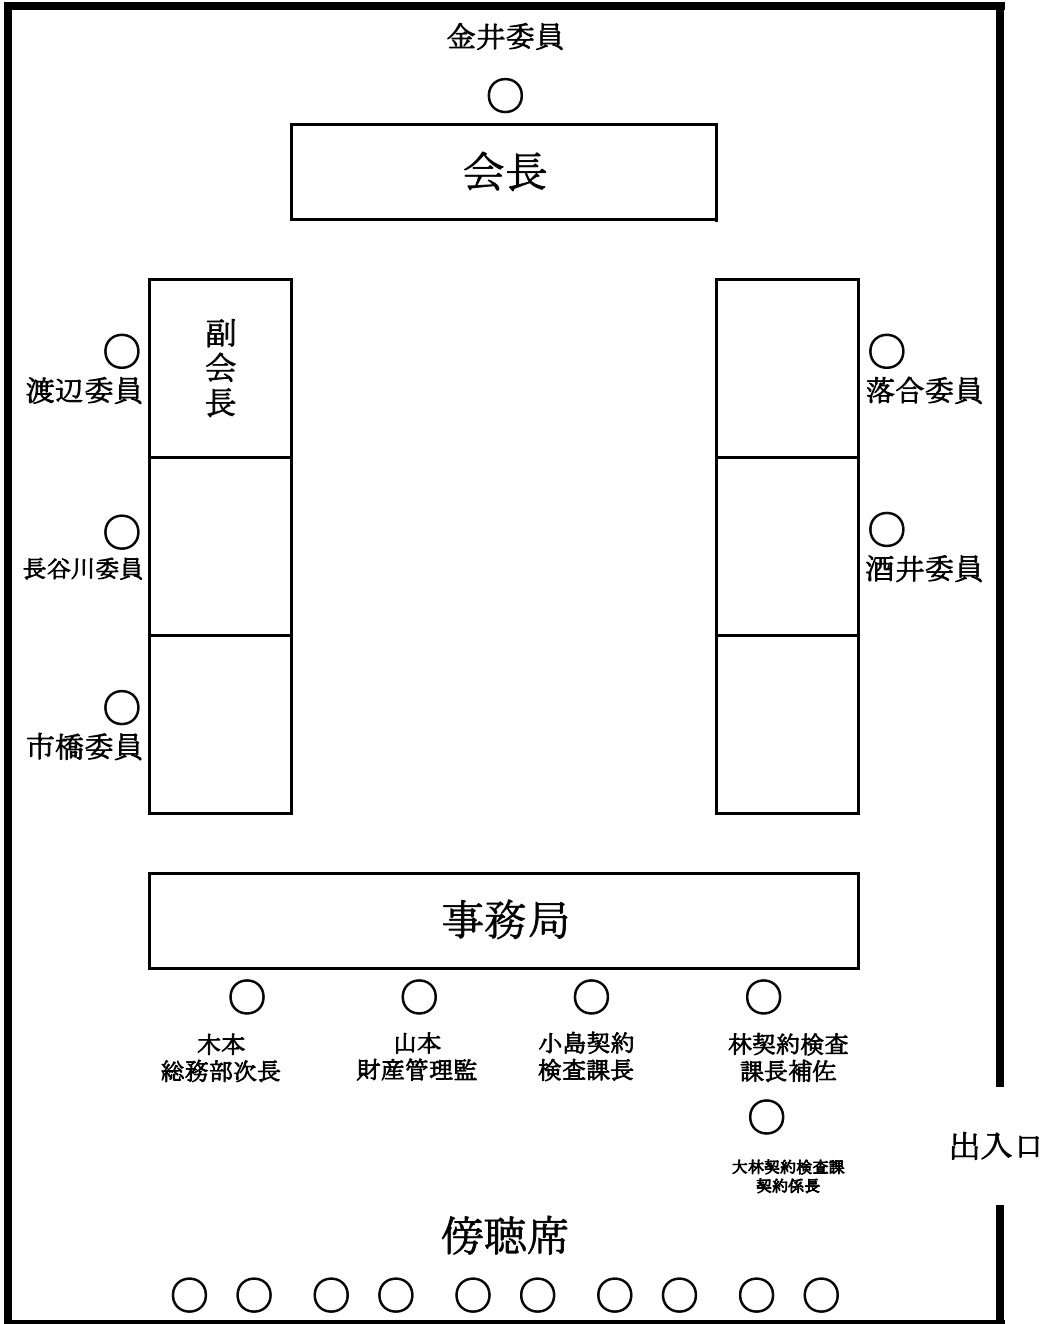 金井委員
会長
副会長
渡辺委員
落合委員
長谷川委員
酒井委員
市橋委員
事務局
木本
総務部次長
山本
財産管理監
小島契約
検査課長
林契約検査
課長補佐
大林契約検査課
契約係長
出入口
傍聴席